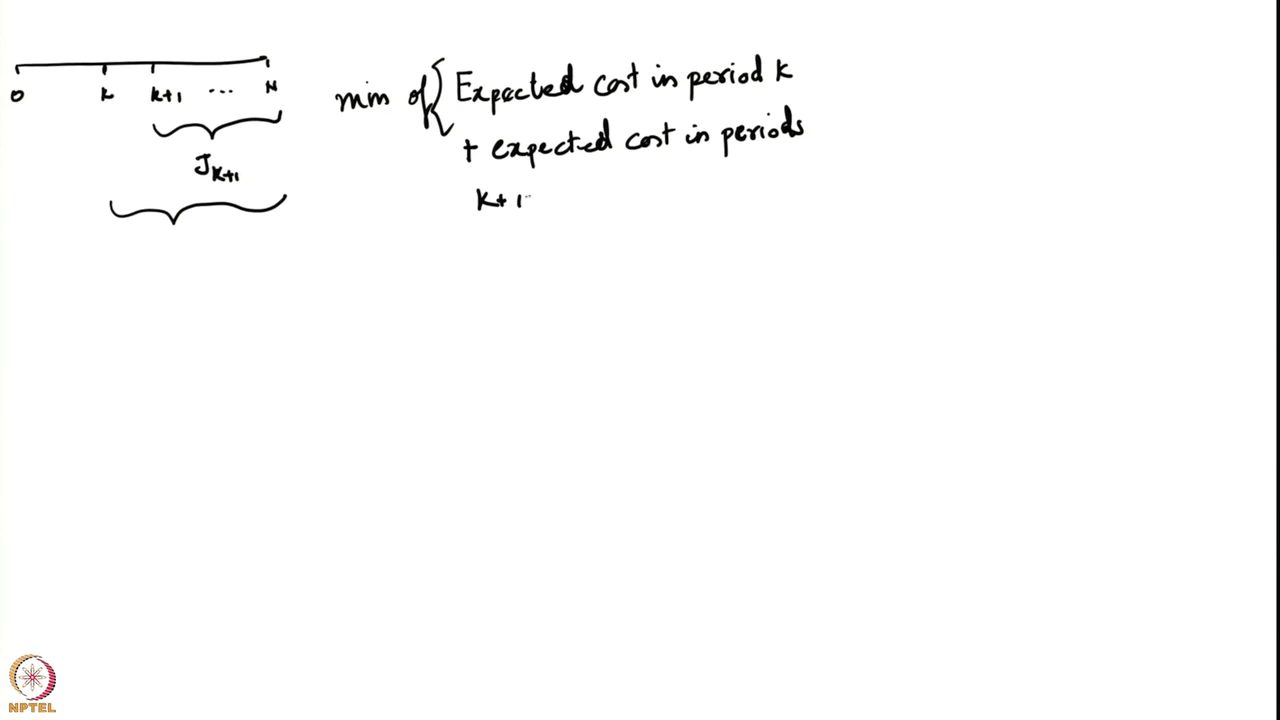 0 k k+1 ... N
J_{k+1}
min of { Expected cost in period k
+ expected cost in periods
k+1
NPTEL